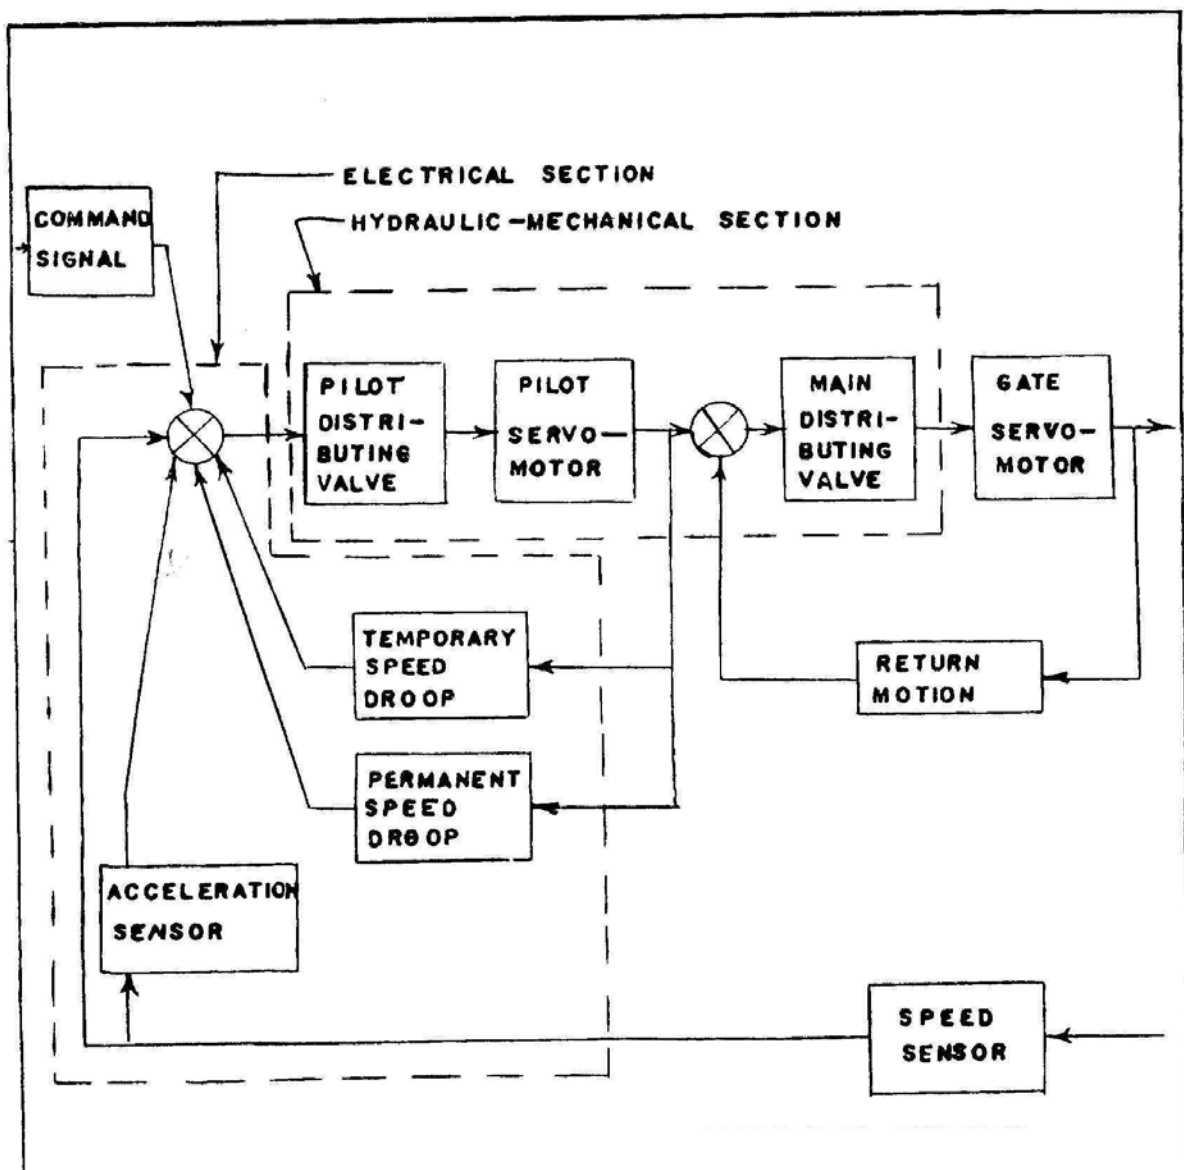 ELECTRICAL SECTION
HYDRAULIC-MECHANICAL SECTION
COMMAND
SIGNAL
PILOT
DISTRI-
BUTING
VALVE
PILOT
SERVO-
MOTOR
MAIN
DISTRI-
BUTING
VALVE
GATE
SERVO-
MOTOR
TEMPORARY
SPEED
DROOP
RETURN
MOTION
PERMANENT
SPEED
DROOP
ACCELERATION
SENSOR
SPEED
SENSOR